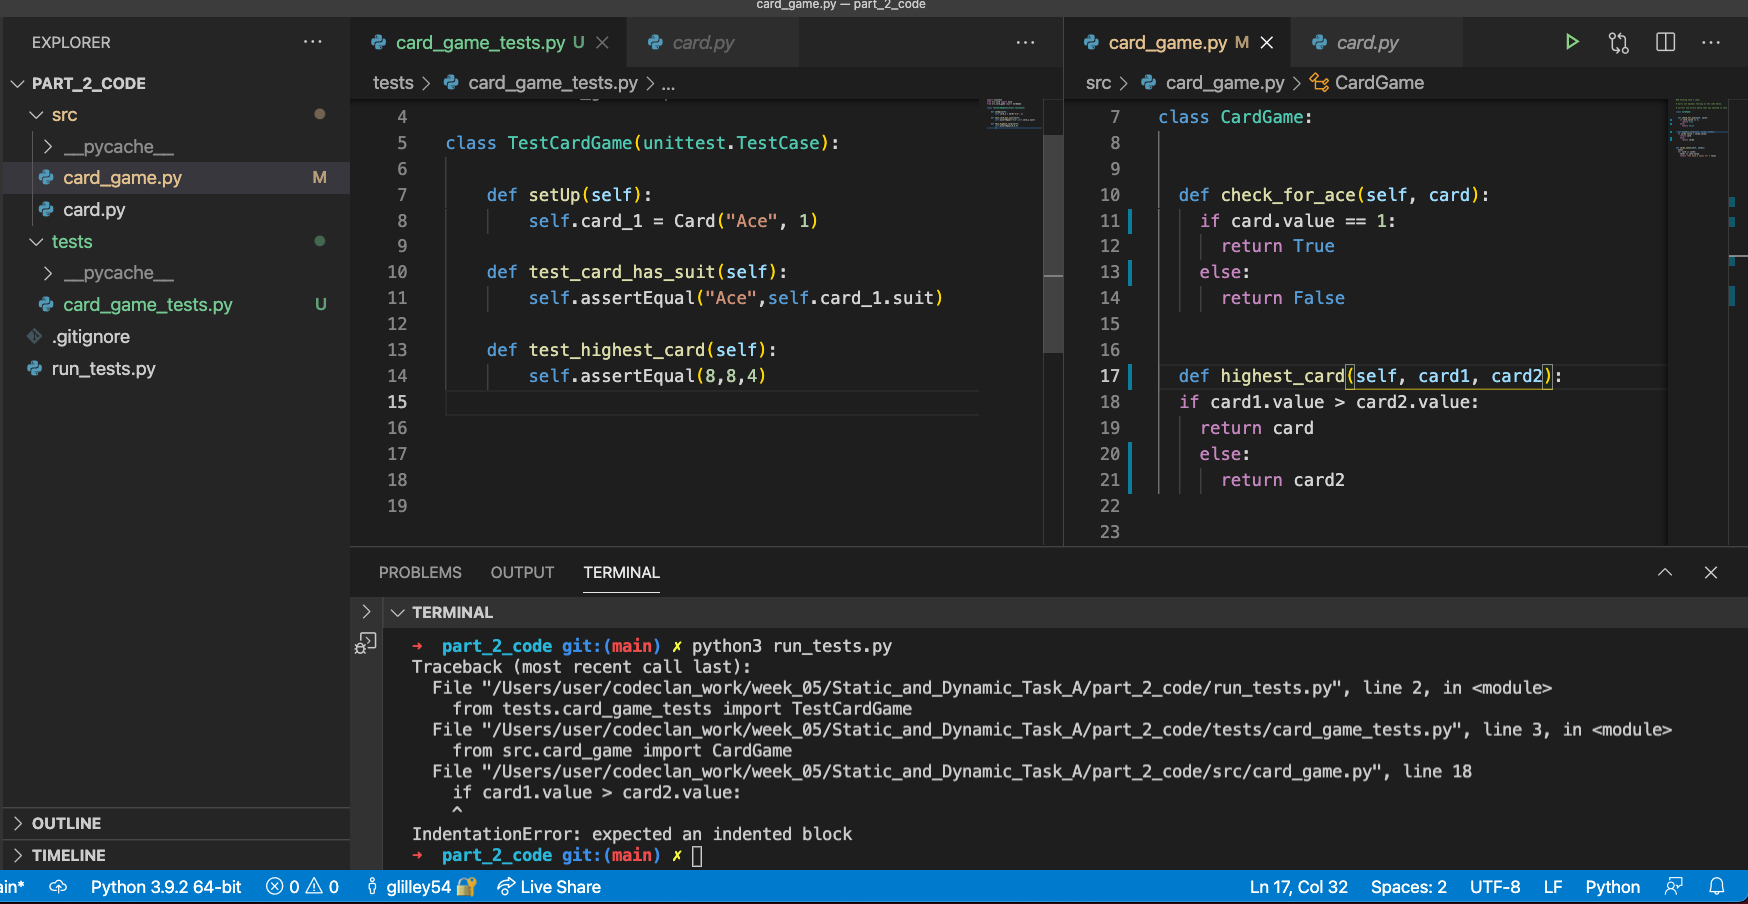 card_game.py — part_2_code
EXPLORER
PART_2_CODE
src
__pycache__
card_game.py M
card.py
tests
__pycache__
card_game_tests.py U
.gitignore
run_tests.py
OUTLINE
TIMELINE
card_game_tests.py U
card.py
tests > card_game_tests.py > ...
4
5 class TestCardGame(unittest.TestCase):
6
7     def setUp(self):
8         self.card_1 = Card("Ace", 1)
9
10     def test_card_has_suit(self):
11         self.assertEqual("Ace",self.card_1.suit)
12
13     def test_highest_card(self):
14         self.assertEqual(8,8,4)
15
16
17
18
19
card_game.py M
card.py
src > card_game.py > CardGame
7 class CardGame:
8
9
10   def check_for_ace(self, card):
11     if card.value == 1:
12       return True
13     else:
14       return False
15
16
17   def highest_card(self, card1, card2):
18   if card1.value > card2.value:
19     return card
20     else:
21       return card2
22
23
PROBLEMS OUTPUT TERMINAL
TERMINAL
→ part_2_code git:(main) ✗ python3 run_tests.py
Traceback (most recent call last):
  File "/Users/user/codeclan_work/week_05/Static_and_Dynamic_Task_A/part_2_code/run_tests.py", line 2, in <module>
    from tests.card_game_tests import TestCardGame
  File "/Users/user/codeclan_work/week_05/Static_and_Dynamic_Task_A/part_2_code/tests/card_game_tests.py", line 3, in <module>
    from src.card_game import CardGame
  File "/Users/user/codeclan_work/week_05/Static_and_Dynamic_Task_A/part_2_code/src/card_game.py", line 18
    if card1.value > card2.value:
    ^
IndentationError: expected an indented block
→ part_2_code git:(main) ✗
ain* Python 3.9.2 64-bit 0 0 glilley54 Live Share Ln 17, Col 32 Spaces: 2 UTF-8 LF Python